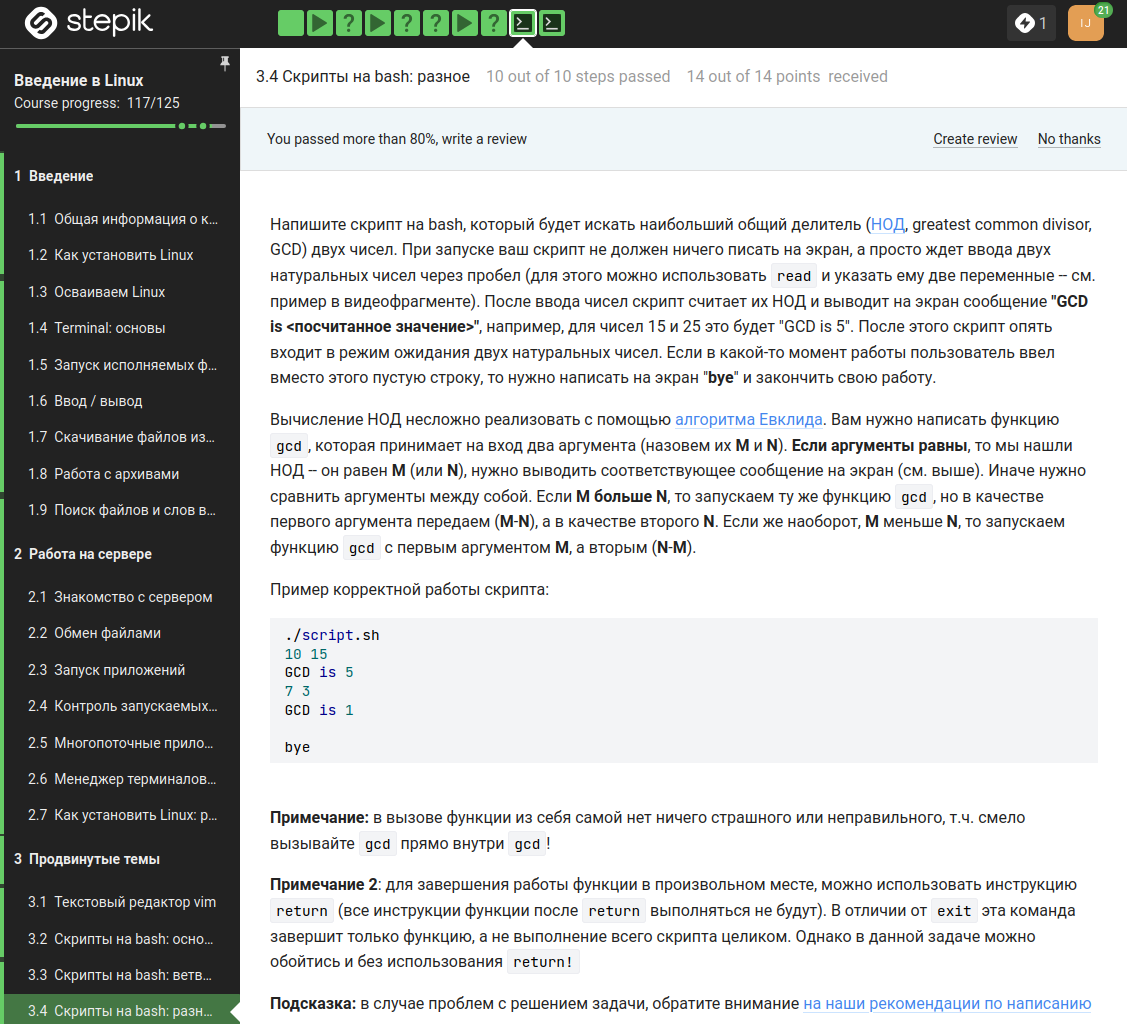 stepik
1
IJ
21
Введение в Linux
Course progress: 117/125
1 Введение
1.1 Общая информация о к...
1.2 Как установить Linux
1.3 Осваиваем Linux
1.4 Terminal: основы
1.5 Запуск исполняемых ф...
1.6 Ввод / вывод
1.7 Скачивание файлов из...
1.8 Работа с архивами
1.9 Поиск файлов и слов в...
2 Работа на сервере
2.1 Знакомство с сервером
2.2 Обмен файлами
2.3 Запуск приложений
2.4 Контроль запускаемых...
2.5 Многопоточные прило...
2.6 Менеджер терминалов...
2.7 Как установить Linux: р...
3 Продвинутые темы
3.1 Текстовый редактор vim
3.2 Скрипты на bash: осно...
3.3 Скрипты на bash: ветв...
3.4 Скрипты на bash: разн...
3.4 Скрипты на bash: разное 10 out of 10 steps passed 14 out of 14 points received
You passed more than 80%, write a review Create review No thanks
Напишите скрипт на bash, который будет искать наибольший общий делитель (НОД, greatest common divisor,
GCD) двух чисел. При запуске ваш скрипт не должен ничего писать на экран, а просто ждет ввода двух
натуральных чисел через пробел (для этого можно использовать read и указать ему две переменные -- см.
пример в видеофрагменте). После ввода чисел скрипт считает их НОД и выводит на экран сообщение "GCD
is <посчитанное значение>", например, для чисел 15 и 25 это будет "GCD is 5". После этого скрипт опять
входит в режим ожидания двух натуральных чисел. Если в какой-то момент работы пользователь ввел
вместо этого пустую строку, то нужно написать на экран "bye" и закончить свою работу.
Вычисление НОД несложно реализовать с помощью алгоритма Евклида. Вам нужно написать функцию
gcd, которая принимает на вход два аргумента (назовем их M и N). Если аргументы равны, то мы нашли
НОД -- он равен M (или N), нужно выводить соответствующее сообщение на экран (см. выше). Иначе нужно
сравнить аргументы между собой. Если M больше N, то запускаем ту же функцию gcd, но в качестве
первого аргумента передаем (M-N), а в качестве второго N. Если же наоборот, M меньше N, то запускаем
функцию gcd с первым аргументом M, а вторым (N-M).
Пример корректной работы скрипта:
./script.sh
10 15
GCD is 5
7 3
GCD is 1
bye
Примечание: в вызове функции из себя самой нет ничего страшного или неправильного, т.ч. смело
вызывайте gcd прямо внутри gcd!
Примечание 2: для завершения работы функции в произвольном месте, можно использовать инструкцию
return (все инструкции функции после return выполняться не будут). В отличии от exit эта команда
завершит только функцию, а не выполнение всего скрипта целиком. Однако в данной задаче можно
обойтись и без использования return!
Подсказка: в случае проблем с решением задачи, обратите внимание на наши рекомендации по написанию